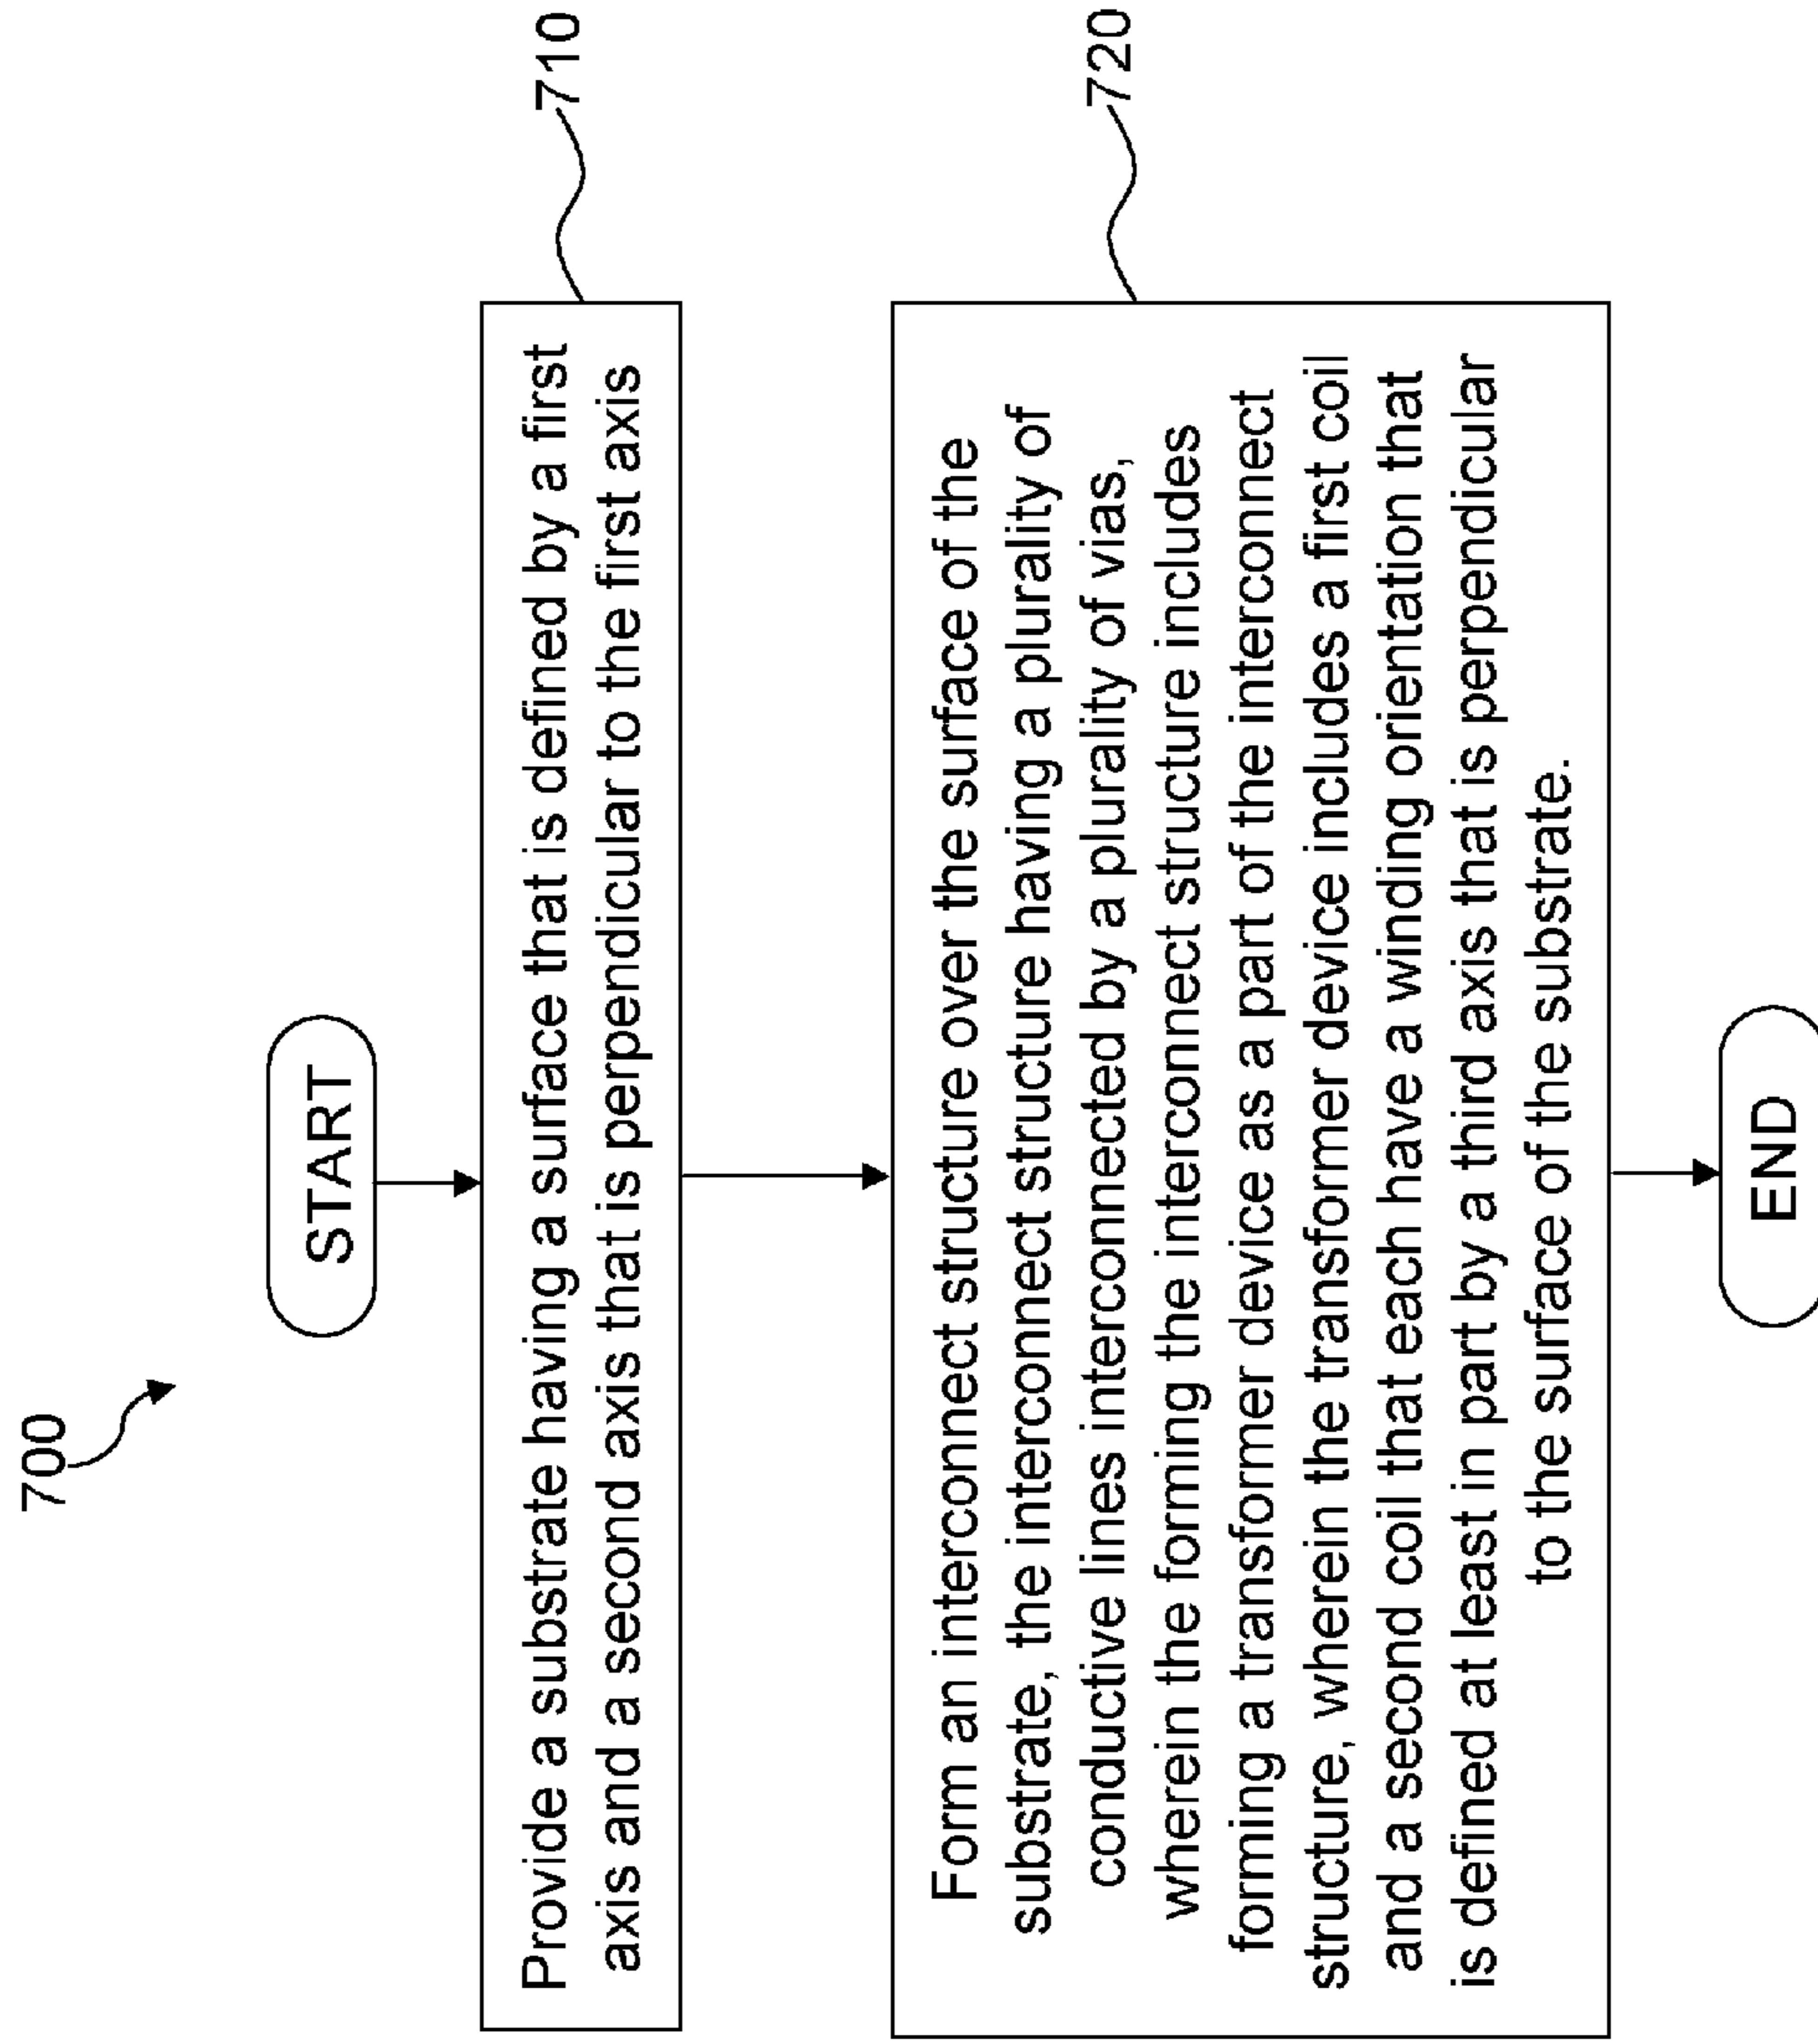 700
START
Provide a substrate having a surface that is defined by a first
axis and a second axis that is perpendicular to the first axis
710
Form an interconnect structure over the surface of the
substrate, the interconnect structure having a plurality of
conductive lines interconnected by a plurality of vias,
wherein the forming the interconnect structure includes
forming a transformer device as a part of the interconnect
structure, wherein the transformer device includes a first coil
and a second coil that each have a winding orientation that
is defined at least in part by a third axis that is perpendicular
to the surface of the substrate.
720
END